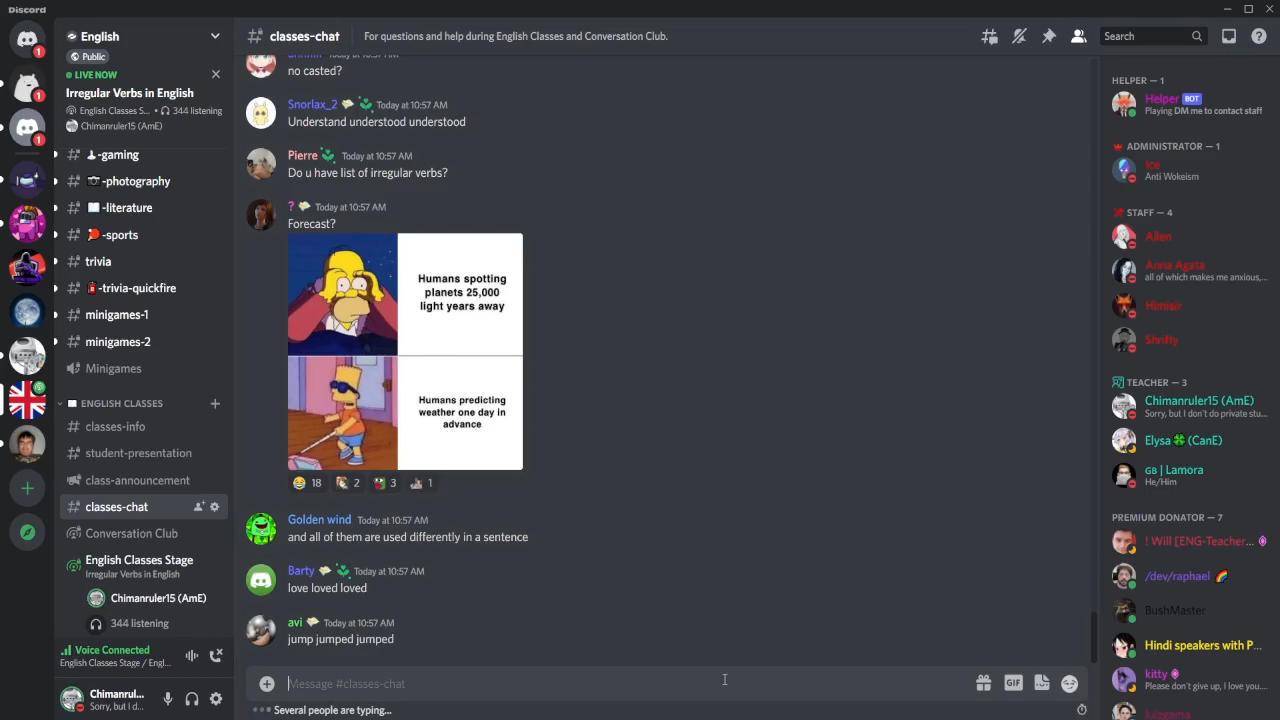 Discord
English
Public
LIVE NOW
Irregular Verbs in English
English Classes S... 344 listening
Chimanruler15 (AmE)
-gaming
-photography
-literature
-sports
trivia
-trivia-quickfire
minigames-1
minigames-2
Minigames
ENGLISH CLASSES
classes-info
student-presentation
class-announcement
classes-chat
Conversation Club
English Classes Stage
Irregular Verbs in English
Chimanruler15 (AmE)
344 listening
Voice Connected
English Classes Stage / Engl...
Chimanrul...
Sorry, but I d...
1
1
1
classes-chat
For questions and help during English Classes and Conversation Club.
Search
no casted?
Snorlax_2 Today at 10:57 AM
Understand understood understood
Pierre Today at 10:57 AM
Do u have list of irregular verbs?
? Today at 10:57 AM
Forecast?
Humans spotting
planets 25,000
light years away
Humans predicting
weather one day in
advance
18 2 3 1
Golden wind Today at 10:57 AM
and all of them are used differently in a sentence
Barty Today at 10:57 AM
love loved loved
avi Today at 10:57 AM
jump jumped jumped
Message #classes-chat
GIF
Several people are typing...
HELPER — 1
Helper BOT
Playing DM me to contact staff
ADMINISTRATOR — 1
Ice
Anti Wokeism
STAFF — 4
Allen
Anna Agata
all of which makes me anxious,...
Himiair
Shrifty
TEACHER — 3
Chimanruler15 (AmE)
Sorry, but I don't do private stu...
Elysa (CanE)
GB | Lamora
He/Him
PREMIUM DONATOR — 7
! Will [ENG-Teacher...
/dev/raphael
BushMaster
Hindi speakers with P...
kitty
Please don't give up, I love you...